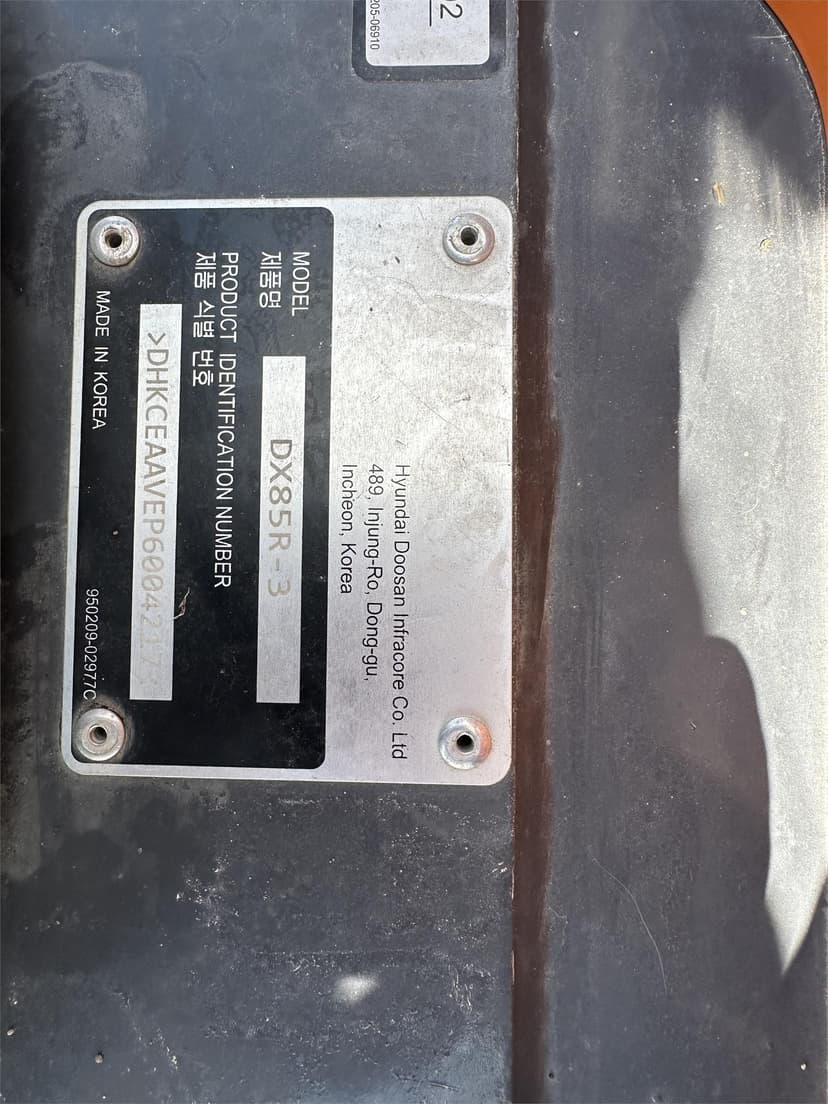 02
205-06910
Hyundai Doosan Infracore Co. Ltd
489, Injung-Ro, Dong-gu,
Incheon, Korea
MODEL
제품명
DX85R-3
PRODUCT IDENTIFICATION NUMBER
제품 식별 번호
>DHKCEAAVEP6004217<
MADE IN KOREA
950209-02977C